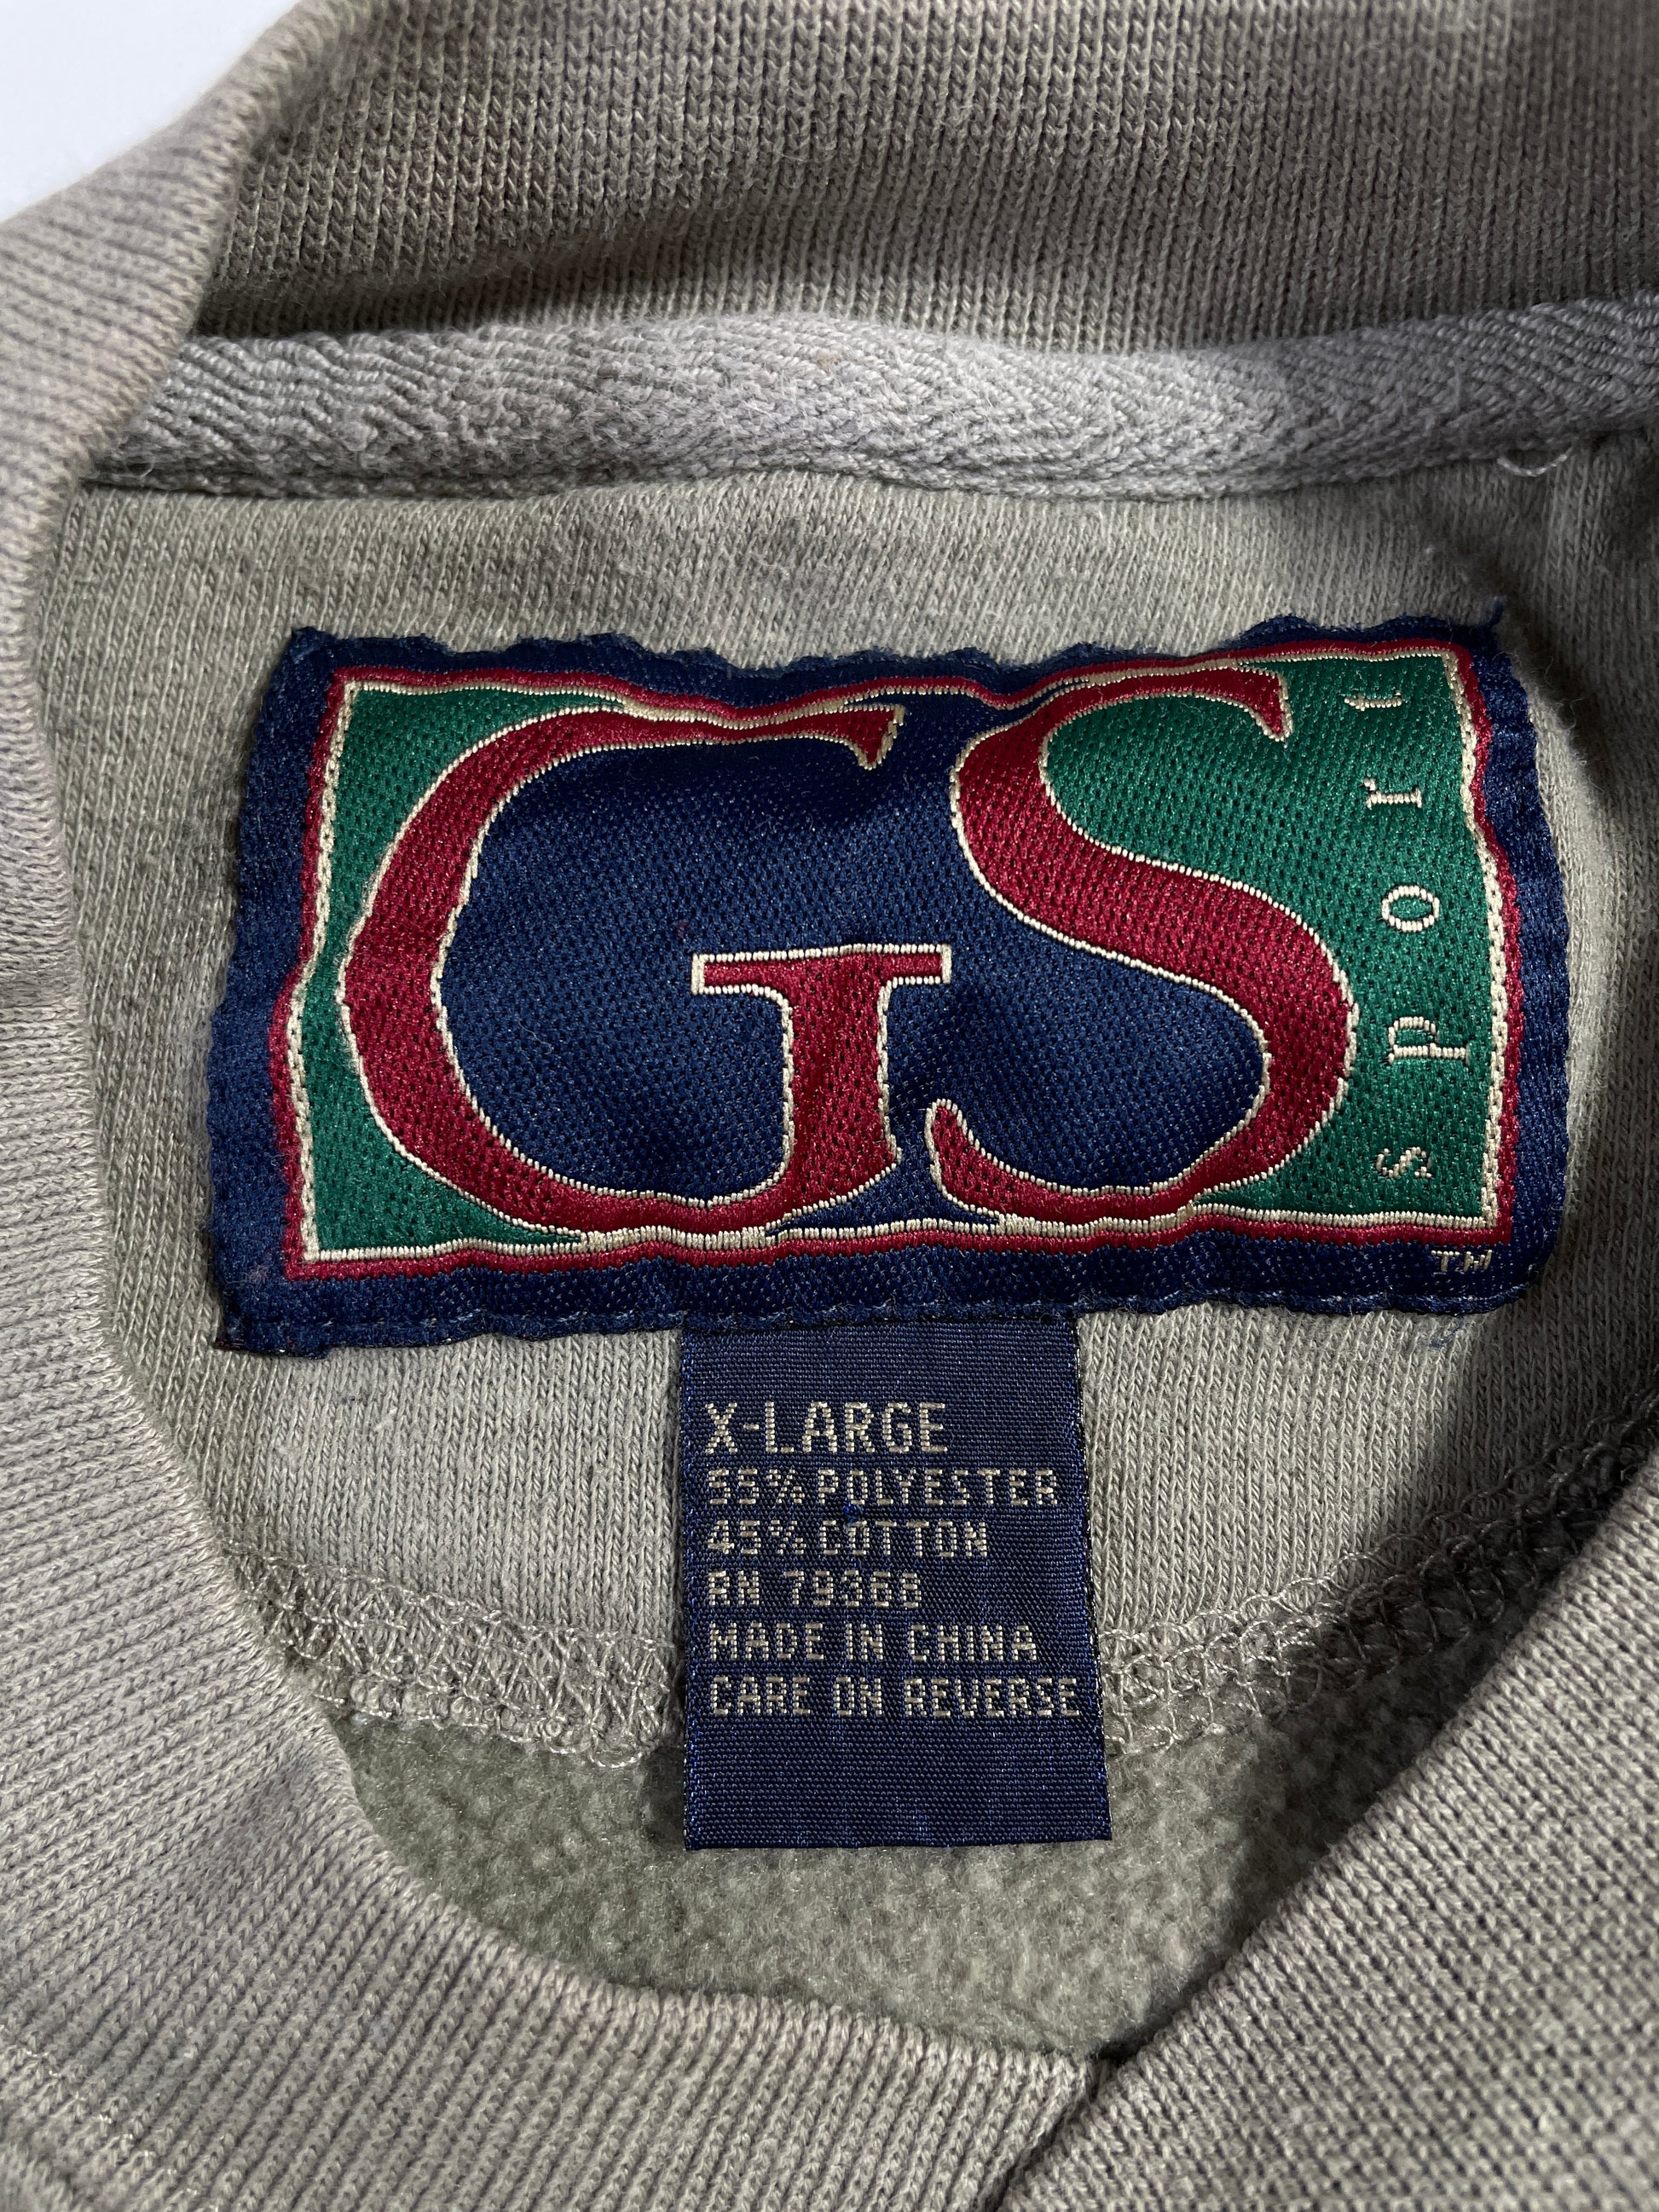 GS
sport
TM
X-LARGE
55% POLYESTER
45% COTTON
RN 79368
MADE IN CHINA
CARE ON REVERSE